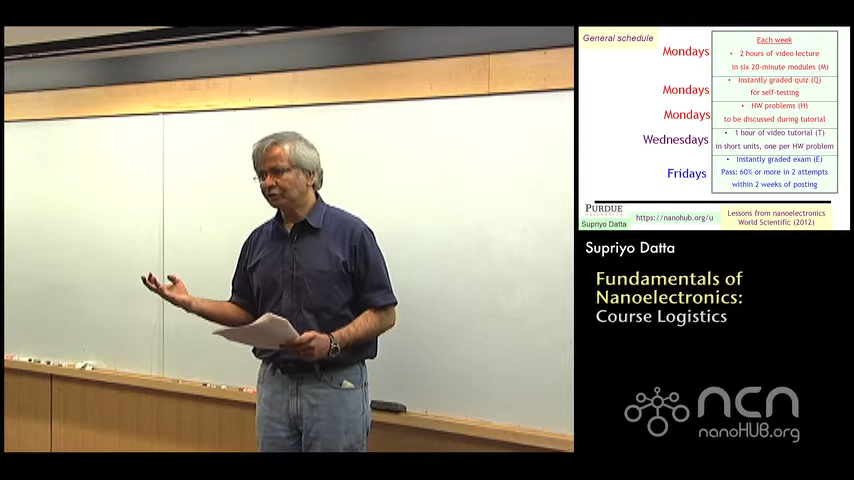 General schedule
Each week
Mondays
• 2 hours of video lecture
in six 20-minute modules (M)
Mondays
• Instantly graded quiz (Q)
for self-testing
Mondays
• HW problems (H)
to be discussed during tutorial
Wednesdays
• 1 hour of video tutorial (T)
in short units, one per HW problem
Fridays
• Instantly graded exam (E)
Pass: 60% or more in 2 attempts
within 2 weeks of posting
PURDUE
UNIVERSITY
Supriyo Datta
https://nanohub.org/u
Lessons from nanoelectronics
World Scientific (2012)
Supriyo Datta
Fundamentals of
Nanoelectronics:
Course Logistics
ncn
nanoHUB.org